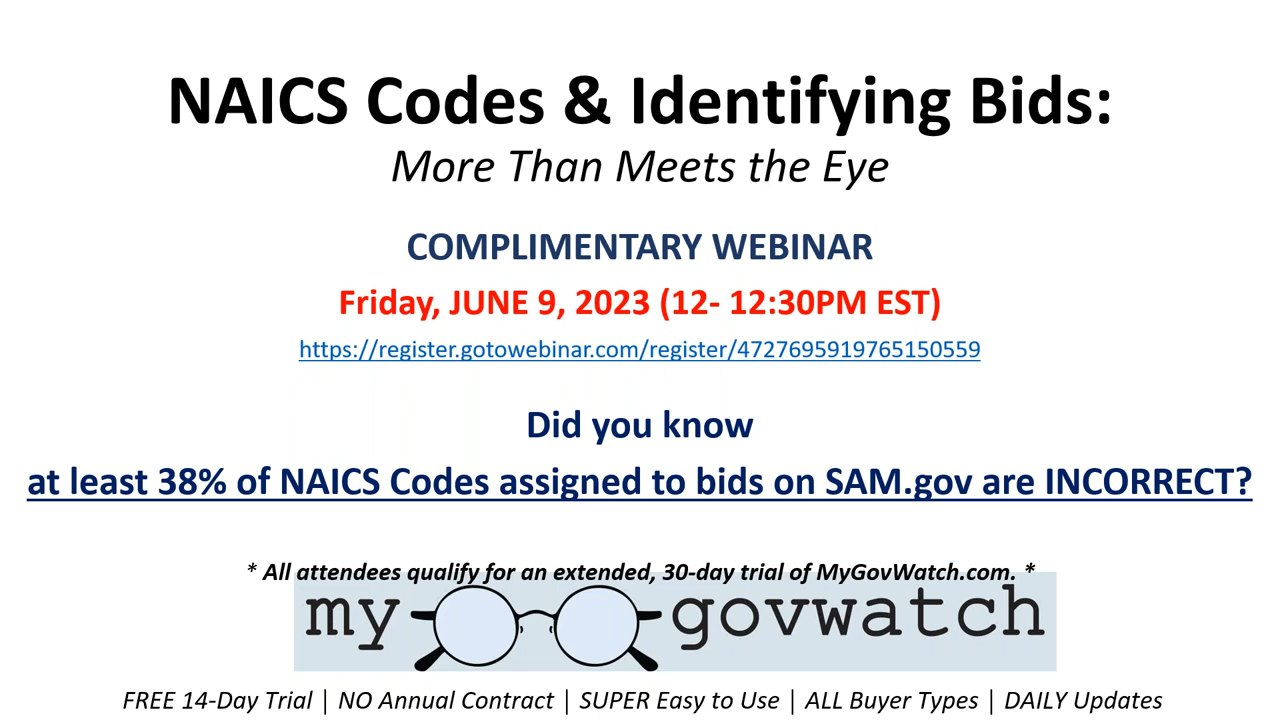 NAICS Codes & Identifying Bids:
More Than Meets the Eye
COMPLIMENTARY WEBINAR
Friday, JUNE 9, 2023 (12- 12:30PM EST)
https://register.gotowebinar.com/register/4727695919765150559
Did you know
at least 38% of NAICS Codes assigned to bids on SAM.gov are INCORRECT?
* All attendees qualify for an extended, 30-day trial of MyGovWatch.com. *
my govwatch
FREE 14-Day Trial | NO Annual Contract | SUPER Easy to Use | ALL Buyer Types | DAILY Updates